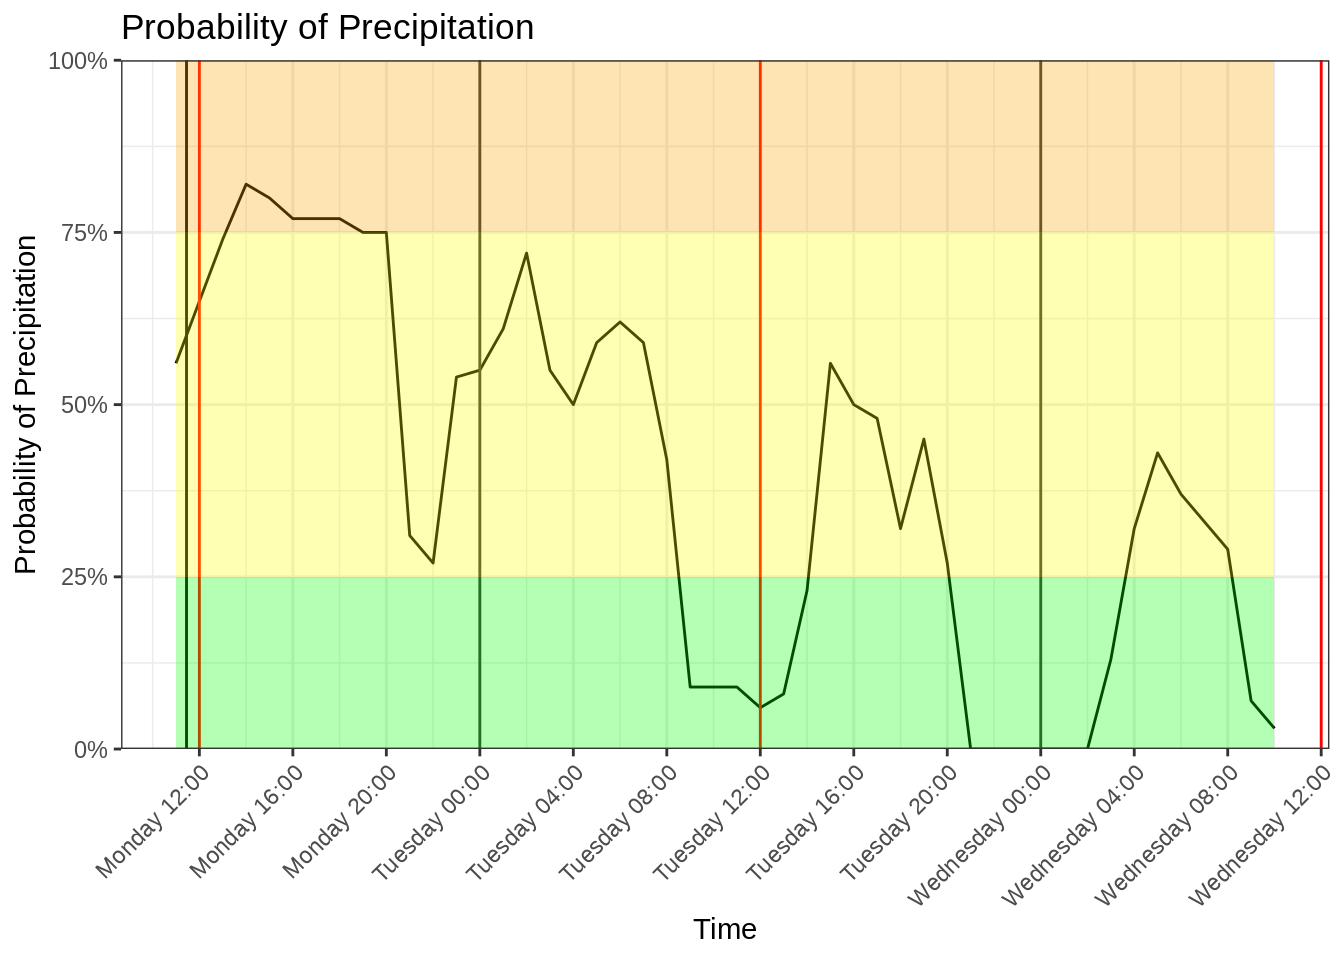 Probability of Precipitation
Probability of Precipitation
100%
75%
50%
25%
0%
Monday 12:00
Monday 16:00
Monday 20:00
Tuesday 00:00
Tuesday 04:00
Tuesday 08:00
Tuesday 12:00
Tuesday 16:00
Tuesday 20:00
Wednesday 00:00
Wednesday 04:00
Wednesday 08:00
Wednesday 12:00
Time